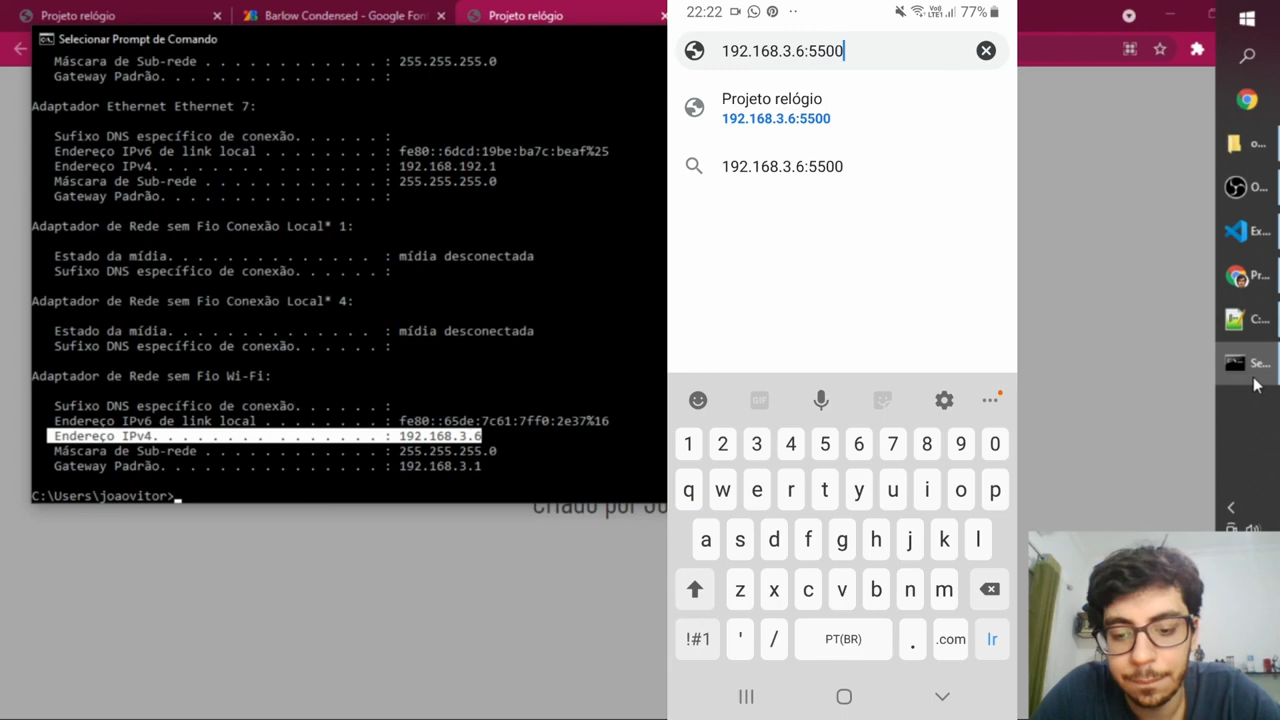 Projeto relógio
Barlow Condensed - Google Font
Projeto relógio
Selecionar Prompt de Comando
Máscara de Sub-rede . . . . . . . . . . . . : 255.255.255.0
Gateway Padrão. . . . . . . . . . . . . . . :
Adaptador Ethernet Ethernet 7:
Sufixo DNS específico de conexão. . . . . . :
Endereço IPv6 de link local . . . . . . . . : fe80::6dcd:19be:ba7c:beaf%25
Endereço IPv4. . . . . . . . . . . . . . . : 192.168.192.1
Máscara de Sub-rede . . . . . . . . . . . . : 255.255.255.0
Gateway Padrão. . . . . . . . . . . . . . . :
Adaptador de Rede sem Fio Conexão Local* 1:
Estado da mídia. . . . . . . . . . . . . . : mídia desconectada
Sufixo DNS específico de conexão. . . . . . :
Adaptador de Rede sem Fio Conexão Local* 4:
Estado da mídia. . . . . . . . . . . . . . : mídia desconectada
Sufixo DNS específico de conexão. . . . . . :
Adaptador de Rede sem Fio Wi-Fi:
Sufixo DNS específico de conexão. . . . . . :
Endereço IPv6 de link local . . . . . . . . : fe80::65de:7c61:7ff0:2e37%16
Endereço IPv4. . . . . . . . . . . . . . . : 192.168.3.6
Máscara de Sub-rede . . . . . . . . . . . . : 255.255.255.0
Gateway Padrão. . . . . . . . . . . . . . . : 192.168.3.1
C:\Users\joaovitor>
Criado por
22:22
LTE1
77%
192.168.3.6:5500
Projeto relógio
192.168.3.6:5500
192.168.3.6:5500
GIF
1 2 3 4 5 6 7 8 9 0
q w e r t y u i o p
a s d f g h j k l
z x c v b n m
!#1 ' / PT(BR) . .com Ir
o...
O...
Ex...
Pr...
C:...
Se...